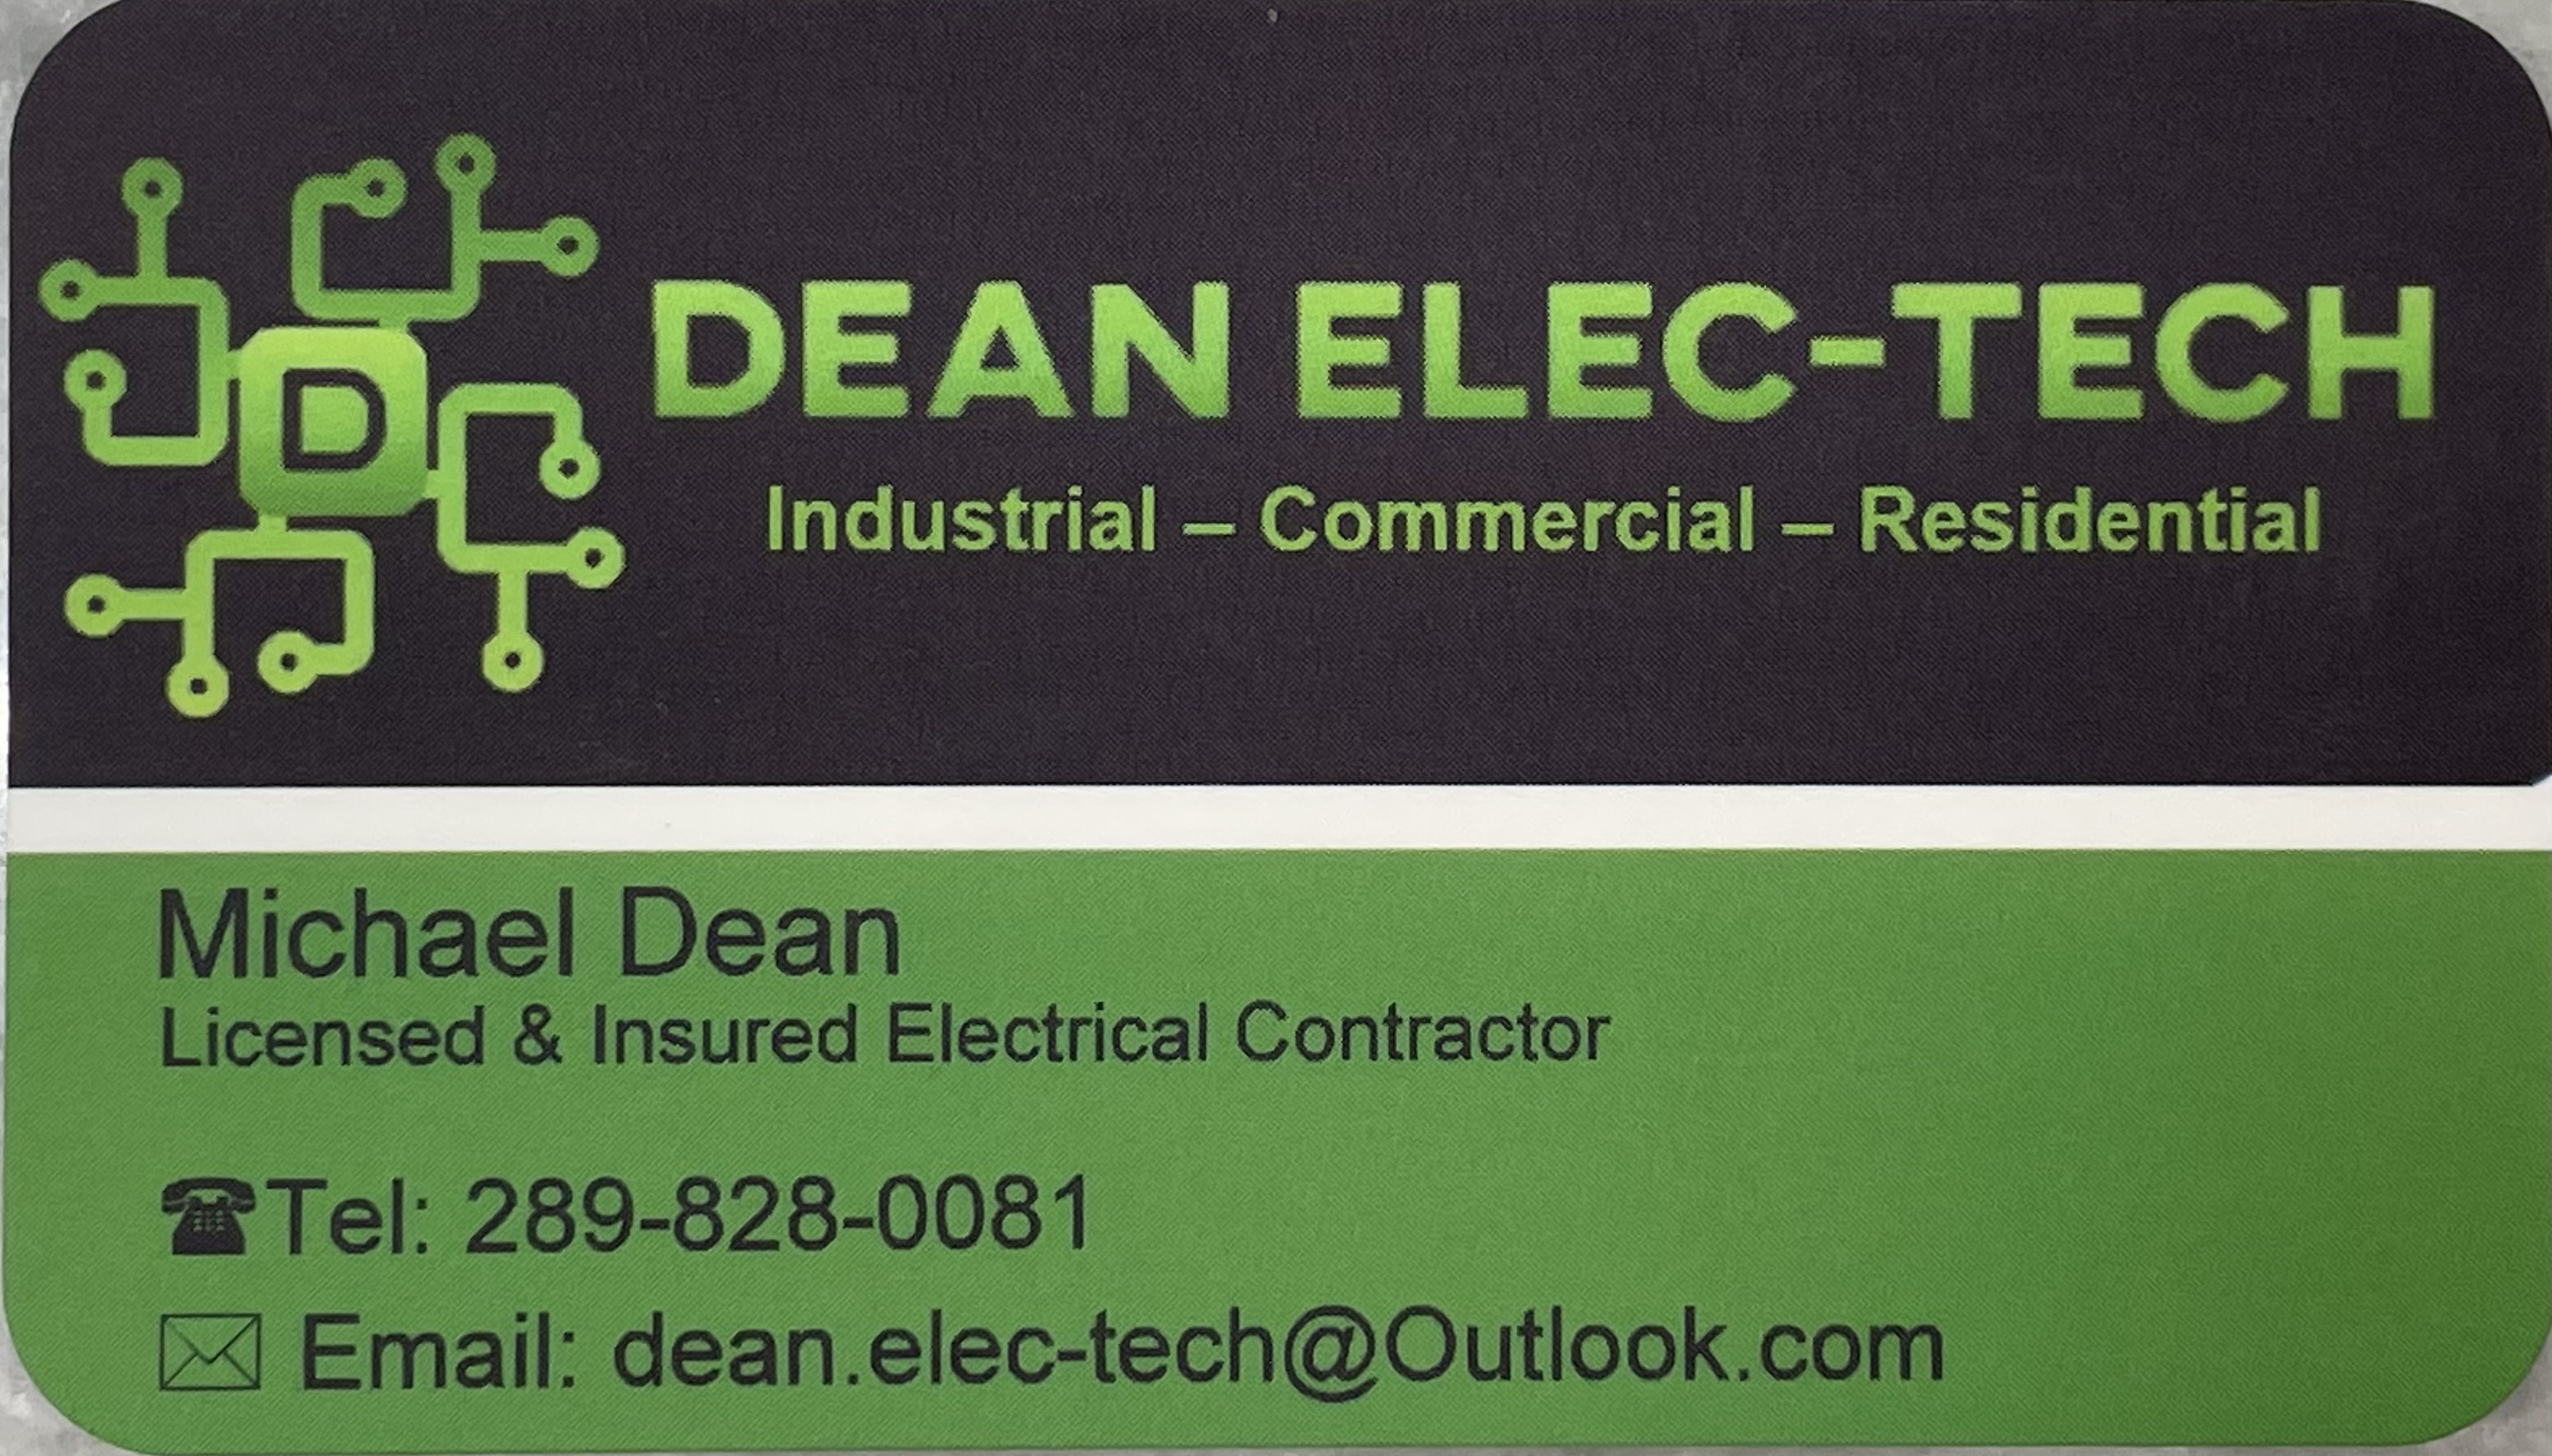 D
DEAN ELEC-TECH
Industrial – Commercial – Residential
Michael Dean
Licensed & Insured Electrical Contractor
☎Tel: 289-828-0081
✉ Email: dean.elec-tech@Outlook.com